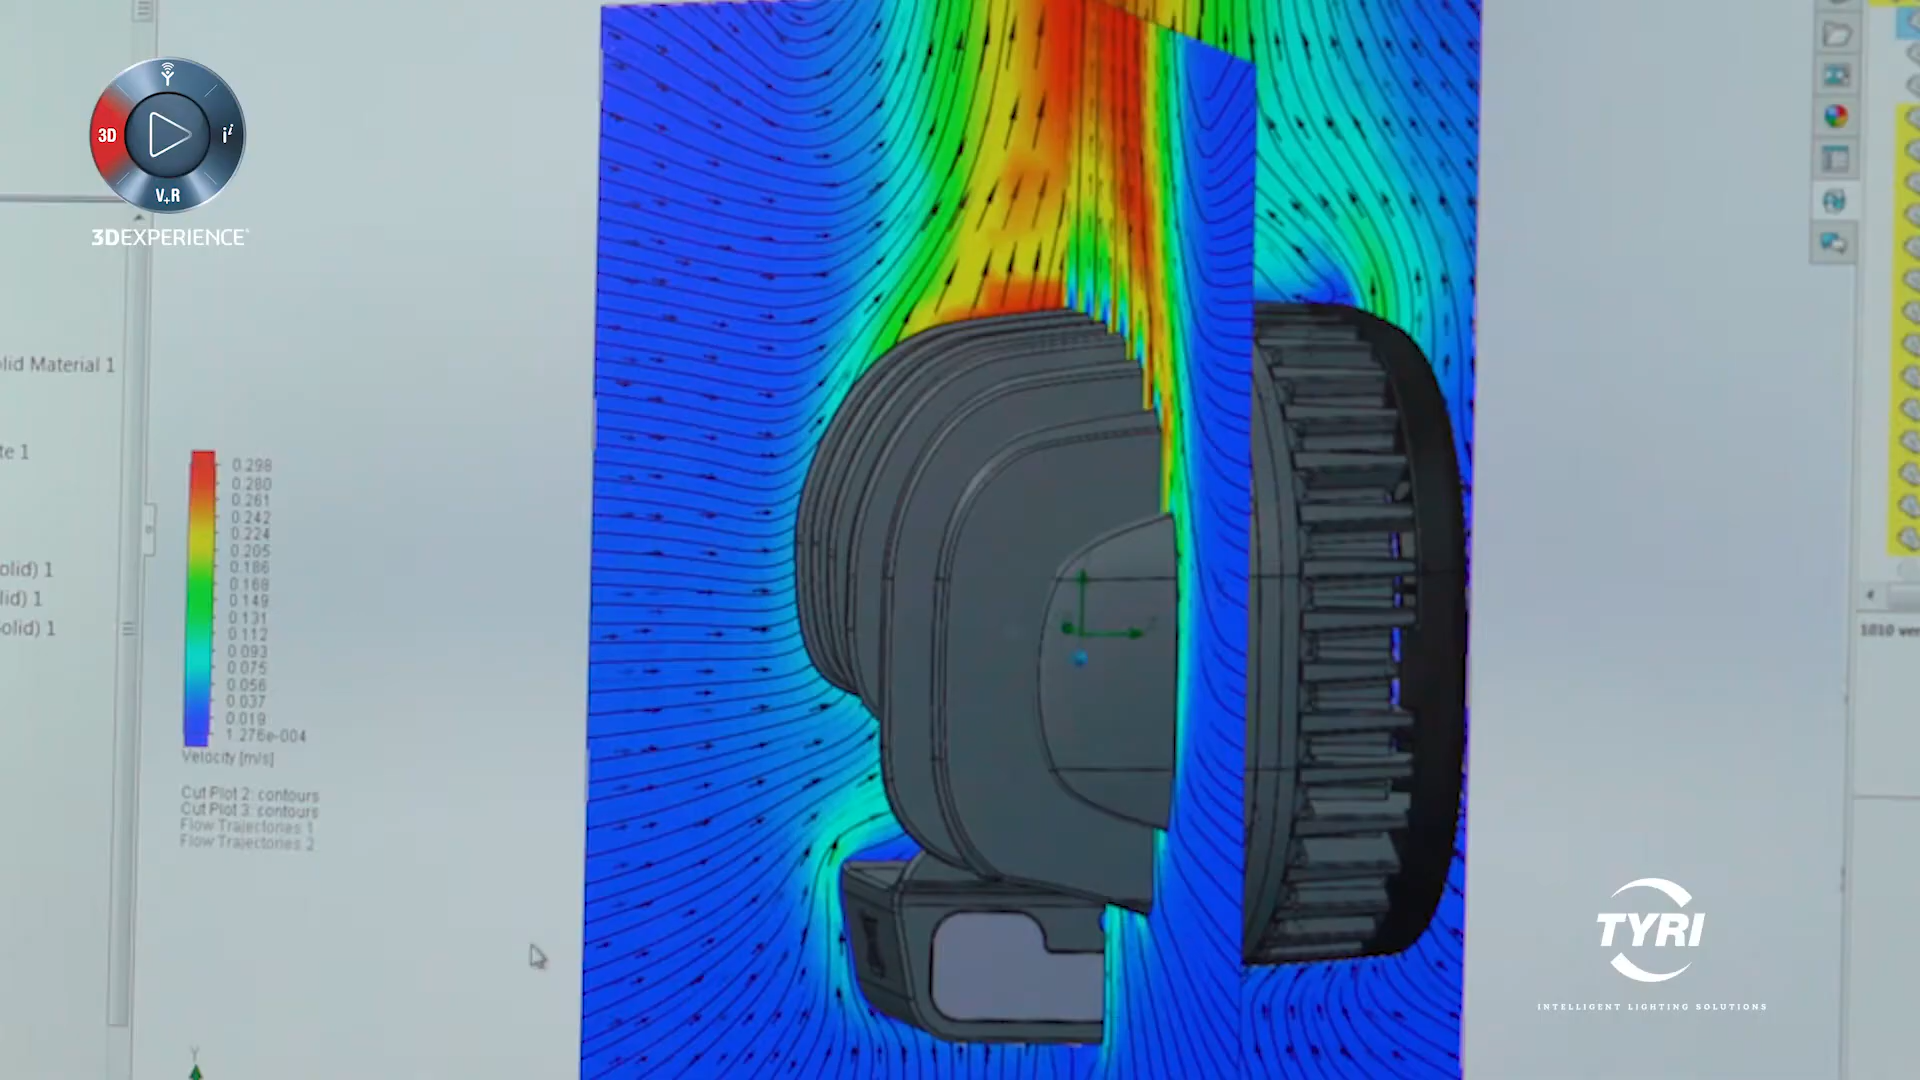 3D
i²
V+R
3DEXPERIENCE
lid Material 1
te 1
olid) 1
lid) 1
olid) 1
0.298
0.280
0.261
0.242
0.224
0.205
0.186
0.168
0.149
0.131
0.112
0.093
0.075
0.056
0.037
0.019
1.276e-004
Velocity [m/s]
Cut Plot 2: contours
Cut Plot 3: contours
Flow Trajectories 1
Flow Trajectories 2
Y
TYRI
INTELLIGENT LIGHTING SOLUTIONS